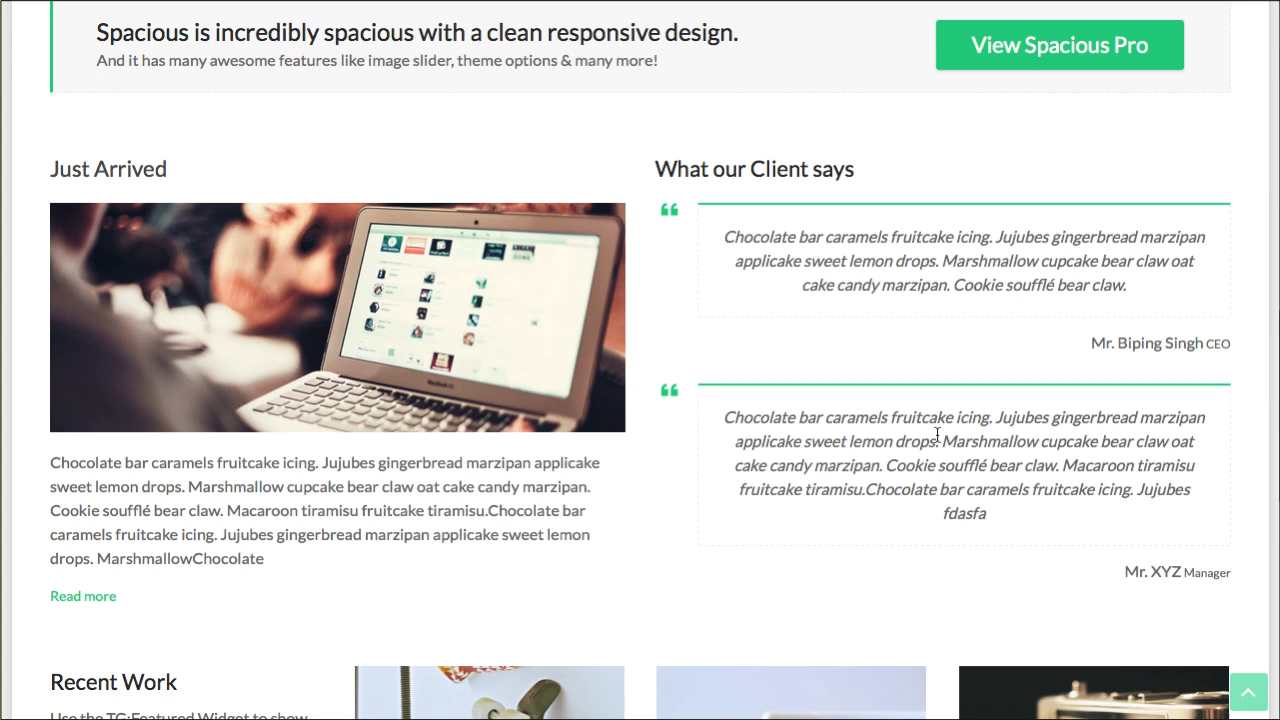 Spacious is incredibly spacious with a clean responsive design.
And it has many awesome features like image slider, theme options & many more!
View Spacious Pro
Just Arrived
Chocolate bar caramels fruitcake icing. Jujubes gingerbread marzipan applicake
sweet lemon drops. Marshmallow cupcake bear claw oat cake candy marzipan.
Cookie soufflé bear claw. Macaroon tiramisu fruitcake tiramisu.Chocolate bar
caramels fruitcake icing. Jujubes gingerbread marzipan applicake sweet lemon
drops. MarshmallowChocolate
Read more
What our Client says
Chocolate bar caramels fruitcake icing. Jujubes gingerbread marzipan
applicake sweet lemon drops. Marshmallow cupcake bear claw oat
cake candy marzipan. Cookie soufflé bear claw.
Mr. Biping Singh CEO
Chocolate bar caramels fruitcake icing. Jujubes gingerbread marzipan
applicake sweet lemon drops. Marshmallow cupcake bear claw oat
cake candy marzipan. Cookie soufflé bear claw. Macaroon tiramisu
fruitcake tiramisu.Chocolate bar caramels fruitcake icing. Jujubes
fdasfa
Mr. XYZ Manager
Recent Work
Use the TG:Featured Widget to show